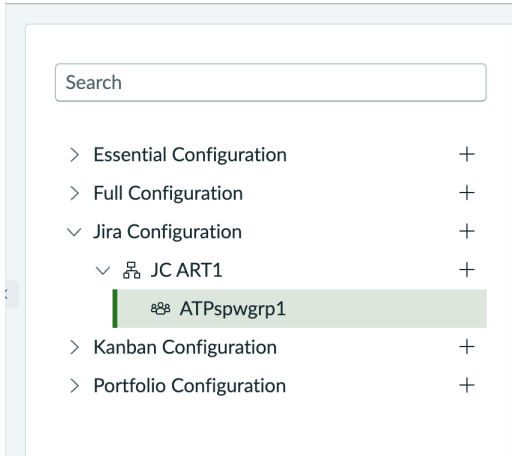 Search
Essential Configuration
Full Configuration
Jira Configuration
JC ART1
ATPspwgrp1
Kanban Configuration
Portfolio Configuration